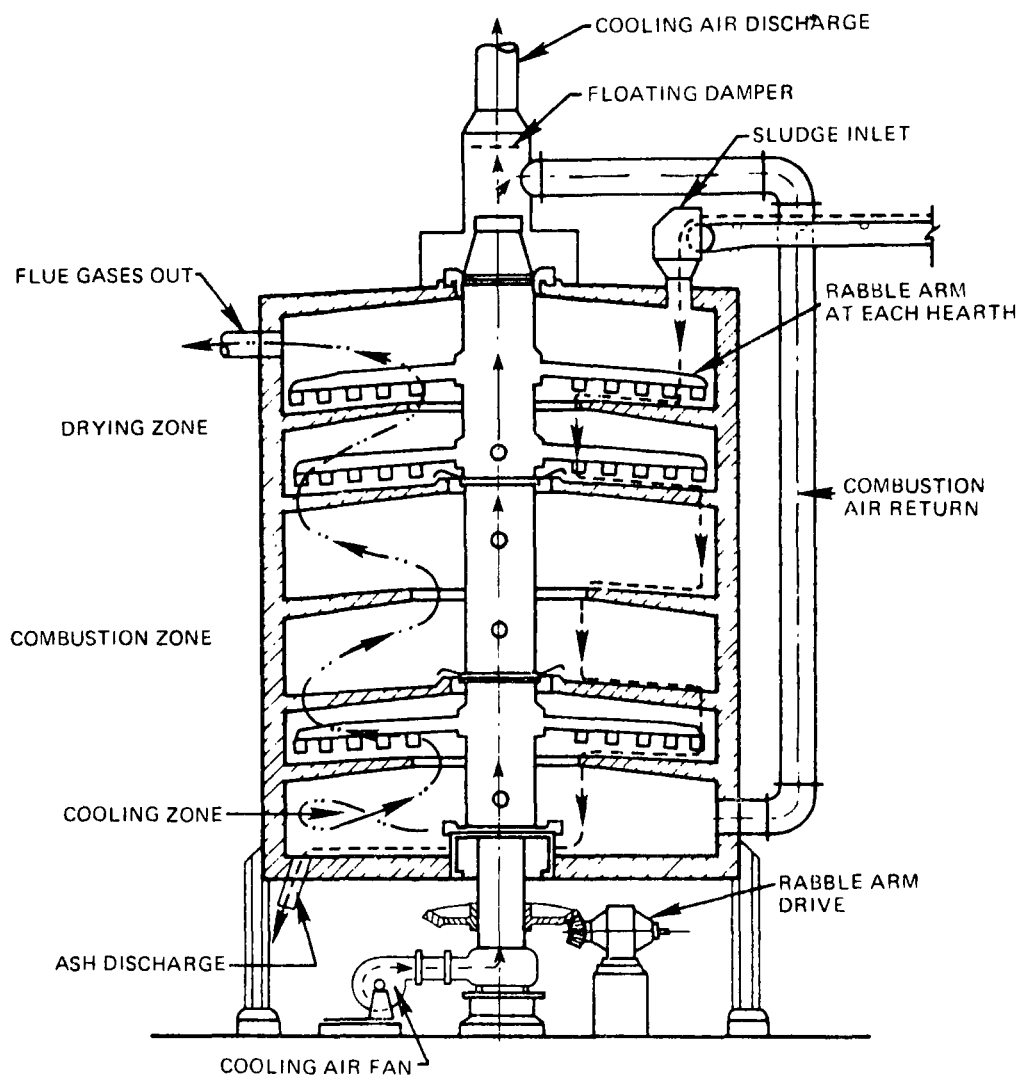 COOLING AIR DISCHARGE
FLOATING DAMPER
SLUDGE INLET
FLUE GASES OUT
RABBLE ARM
AT EACH HEARTH
DRYING ZONE
COMBUSTION
AIR RETURN
COMBUSTION ZONE
COOLING ZONE
RABBLE ARM
DRIVE
ASH DISCHARGE
COOLING AIR FAN